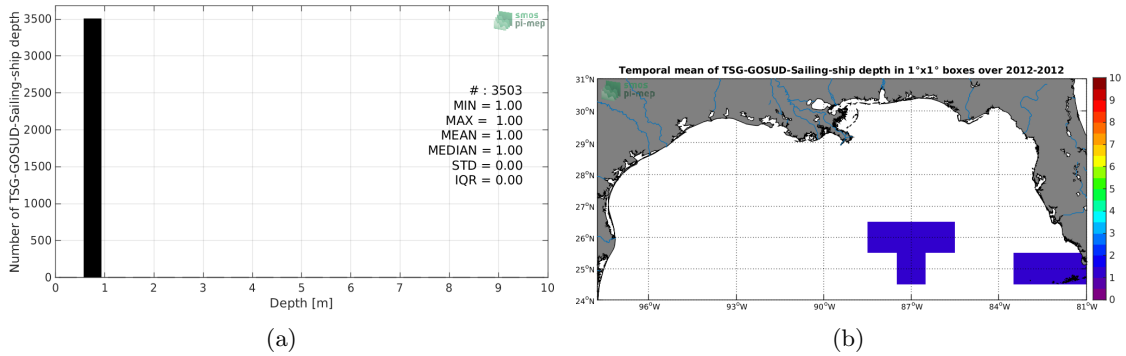 Number of TSG-GOSUD-Sailing-ship depth
3500
3000
2500
2000
1500
1000
500
0
0 1 2 3 4 5 6 7 8 9 10
Depth [m]
smos
pi-mep
# : 3503
MIN = 1.00
MAX = 1.00
MEAN = 1.00
MEDIAN = 1.00
STD = 0.00
IQR = 0.00
(a)
Temporal mean of TSG-GOSUD-Sailing-ship depth in 1°x1° boxes over 2012-2012
smos
pi-mep
31°N
30°N
29°N
28°N
27°N
26°N
25°N
24°N
96°W 93°W 90°W 87°W 84°W 81°W
10
9
8
7
6
5
4
3
2
1
0
(b)